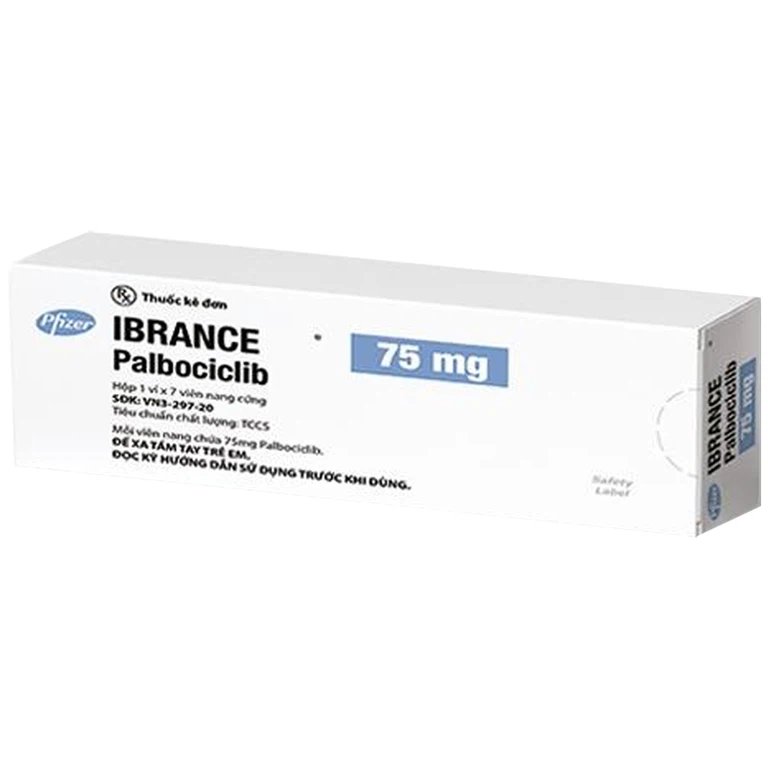 Rx Thuốc kê đơn
Pfizer
IBRANCE
Palbociclib
75 mg
Hộp 1 vỉ x 7 viên nang cứng
SĐK: VN3-297-20
Tiêu chuẩn chất lượng: TCCS
Mỗi viên nang chứa 75mg Palbociclib.
ĐỂ XA TẦM TAY TRẺ EM.
ĐỌC KỸ HƯỚNG DẪN SỬ DỤNG TRƯỚC KHI DÙNG.
Safety
Label
Pfizer
IBRANCE
Palbociclib
75 mg